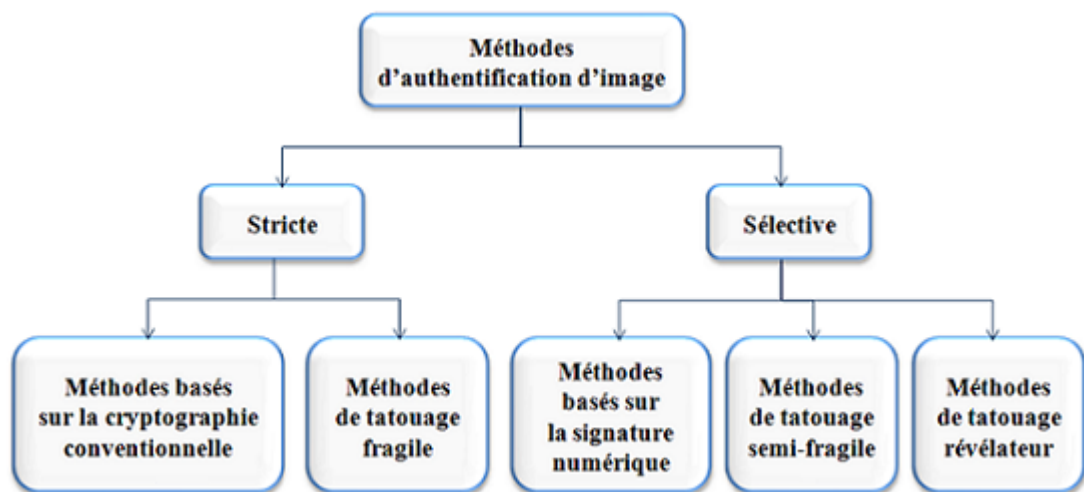 Méthodes
d'authentification d'image
Stricte
Sélective
Méthodes basés
sur la cryptographie
conventionnelle
Méthodes
de tatouage
fragile
Méthodes
basés sur
la signature
numérique
Méthodes
de tatouage
semi-fragile
Méthodes
de tatouage
révélateur